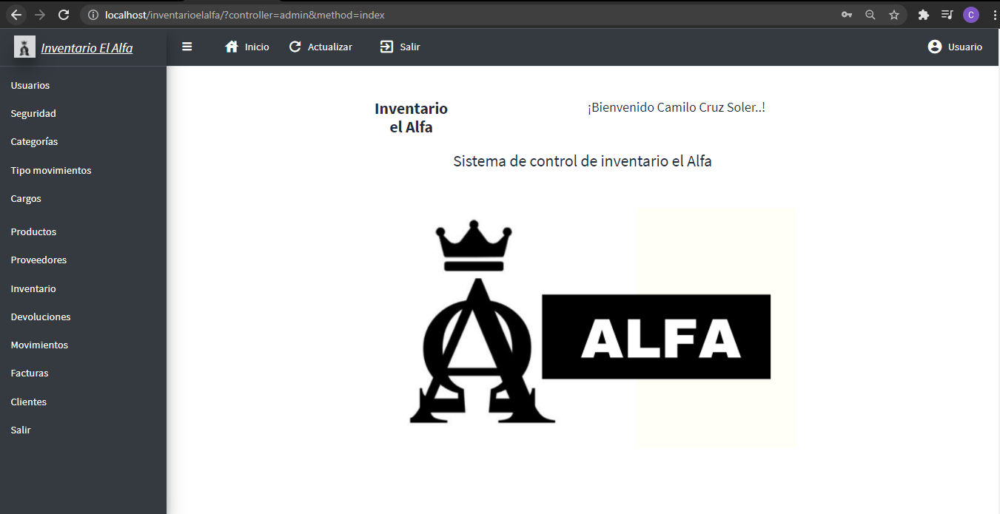 localhost/inventarioelalfa/?controller=admin&method=index
C
Inventario El Alfa
Inicio
Actualizar
Salir
Usuario
Usuarios
Seguridad
Categorías
Tipo movimientos
Cargos
Productos
Proveedores
Inventario
Devoluciones
Movimientos
Facturas
Clientes
Salir
Inventario
el Alfa
¡Bienvenido Camilo Cruz Soler..!
Sistema de control de inventario el Alfa
ALFA